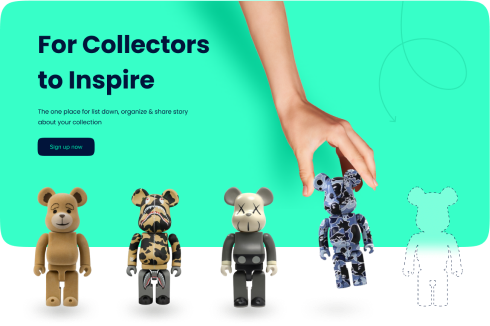 For Collectors
to Inspire
The one place for list down, organize & share story
about your collection
Sign up now